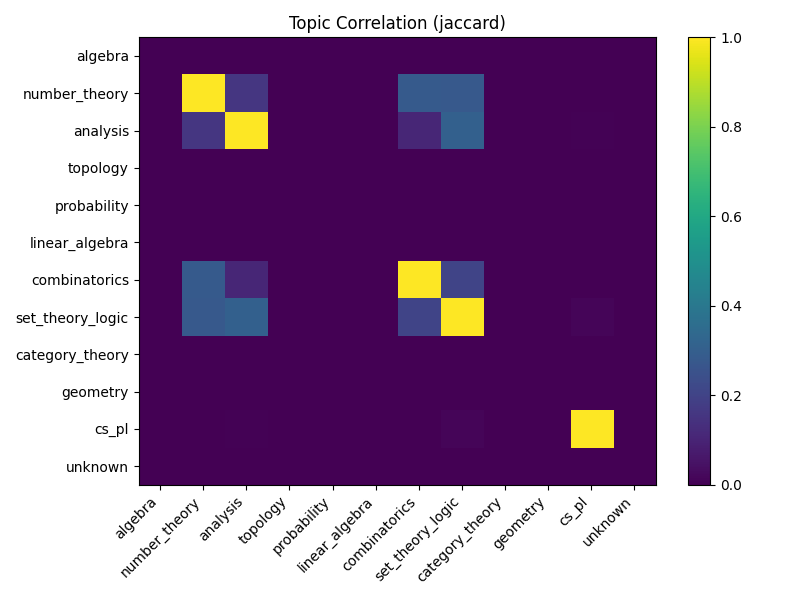 Topic Correlation (jaccard)
algebra
number_theory
analysis
topology
probability
linear_algebra
combinatorics
set_theory_logic
category_theory
geometry
cs_pl
unknown
algebra
number_theory
analysis
topology
probability
linear_algebra
combinatorics
set_theory_logic
category_theory
geometry
cs_pl
unknown
1.0
0.8
0.6
0.4
0.2
0.0